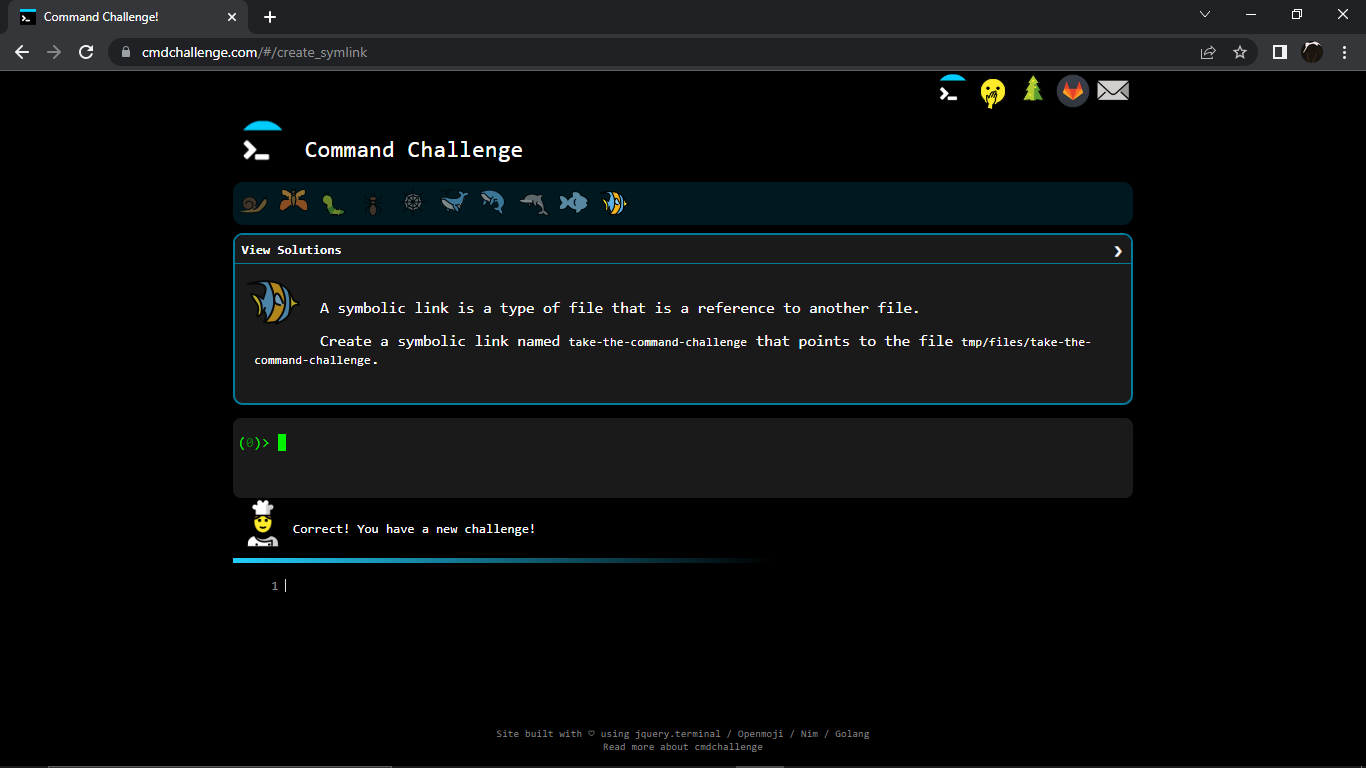 Command Challenge!
cmdchallenge.com/#/create_symlink
Command Challenge
View Solutions
A symbolic link is a type of file that is a reference to another file.
Create a symbolic link named take-the-command-challenge that points to the file tmp/files/take-the-
command-challenge.
(0)>
Correct! You have a new challenge!
1
Site built with ♡ using jquery.terminal / Openmoji / Nim / Golang
Read more about cmdchallenge